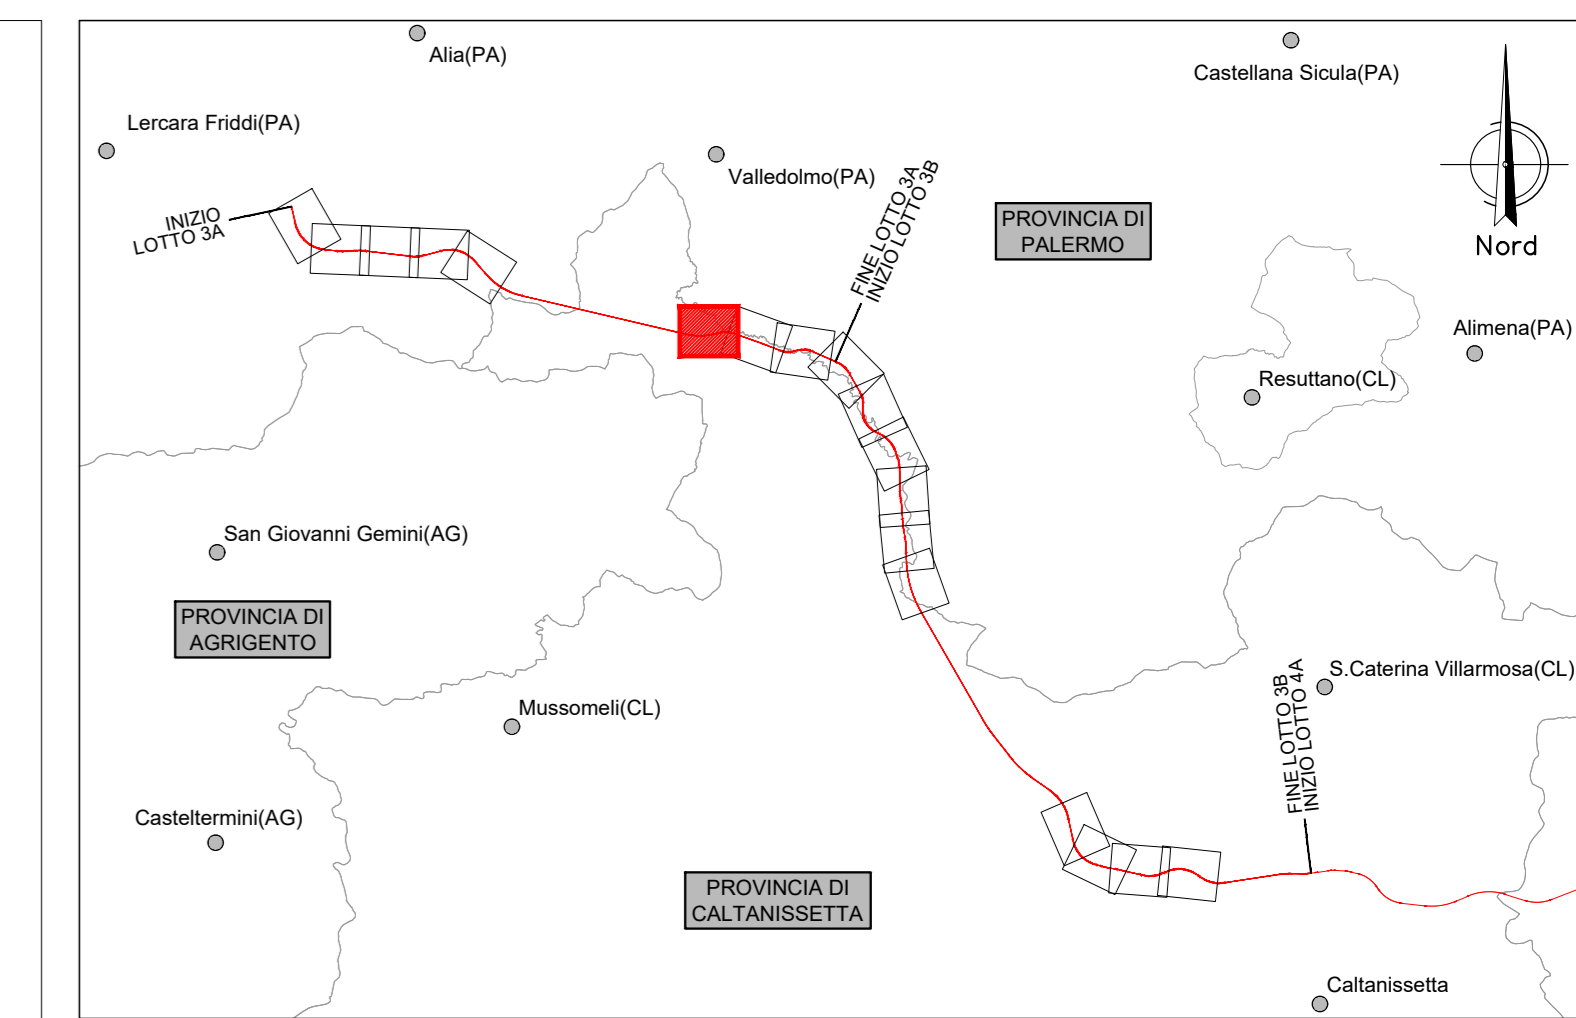 Alia(PA)
Castellana Sicula(PA)
Lercara Friddi(PA)
Valledolmo(PA)
INIZIO
LOTTO 3A
FINE LOTTO 3A
INIZIO LOTTO 3B
PROVINCIA DI
PALERMO
Nord
Alimena(PA)
Resuttano(CL)
San Giovanni Gemini(AG)
PROVINCIA DI
AGRIGENTO
S.Caterina Villarmosa(CL)
Mussomeli(CL)
FINE LOTTO 3B
INIZIO LOTTO 4A
Casteltermini(AG)
PROVINCIA DI
CALTANISSETTA
Caltanissetta